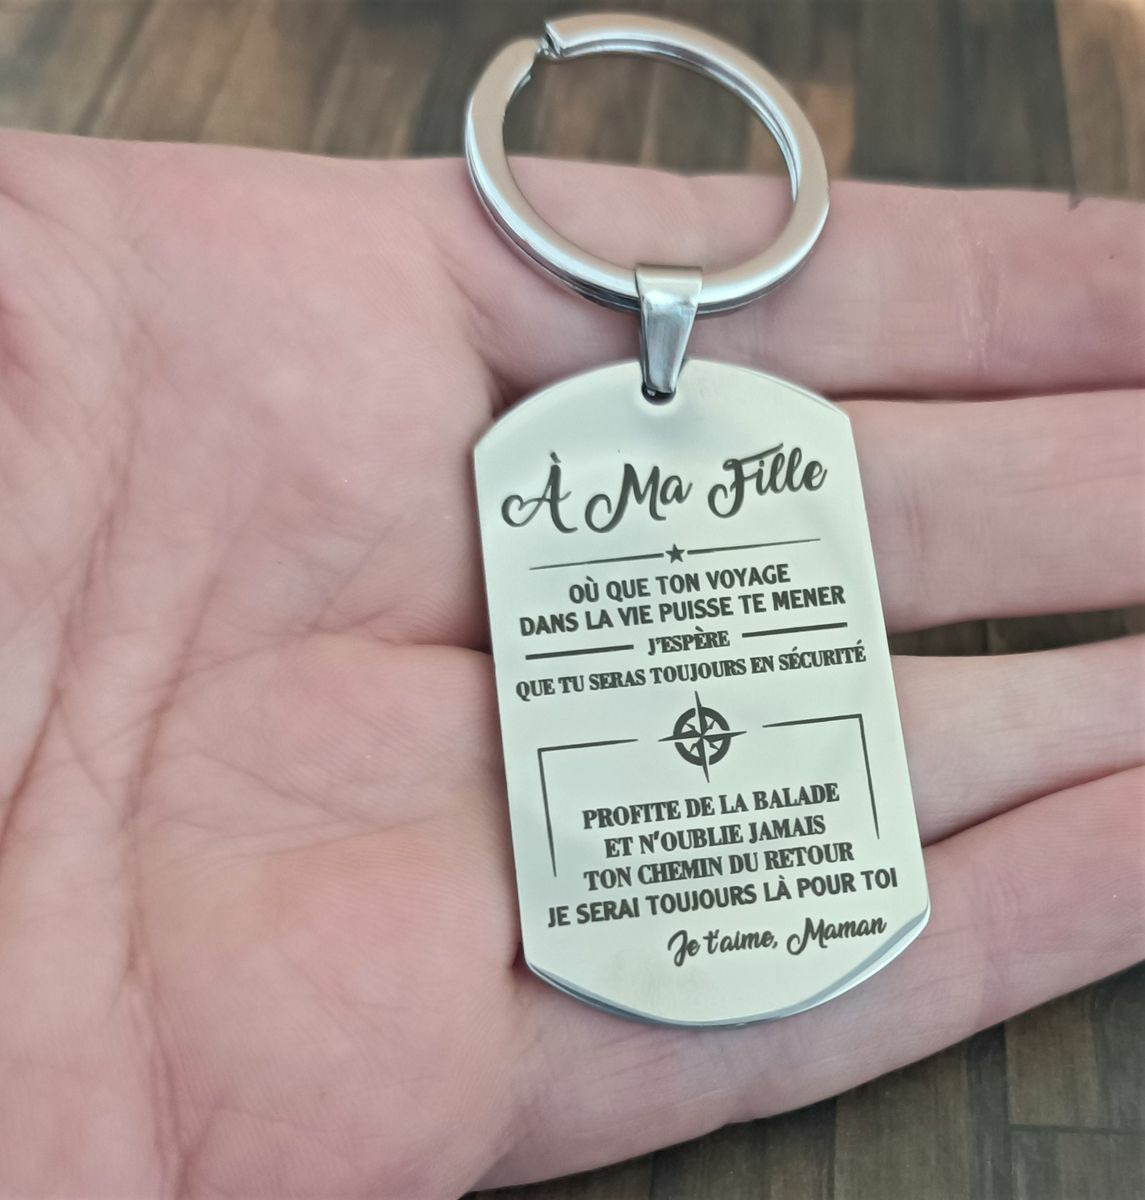 À Ma Fille
OÙ QUE TON VOYAGE
DANS LA VIE PUISSE TE MENER
J'ESPÈRE
QUE TU SERAS TOUJOURS EN SÉCURITÉ
PROFITE DE LA BALADE
ET N'OUBLIE JAMAIS
TON CHEMIN DU RETOUR
JE SERAI TOUJOURS LÀ POUR TOI
Je t'aime, Maman